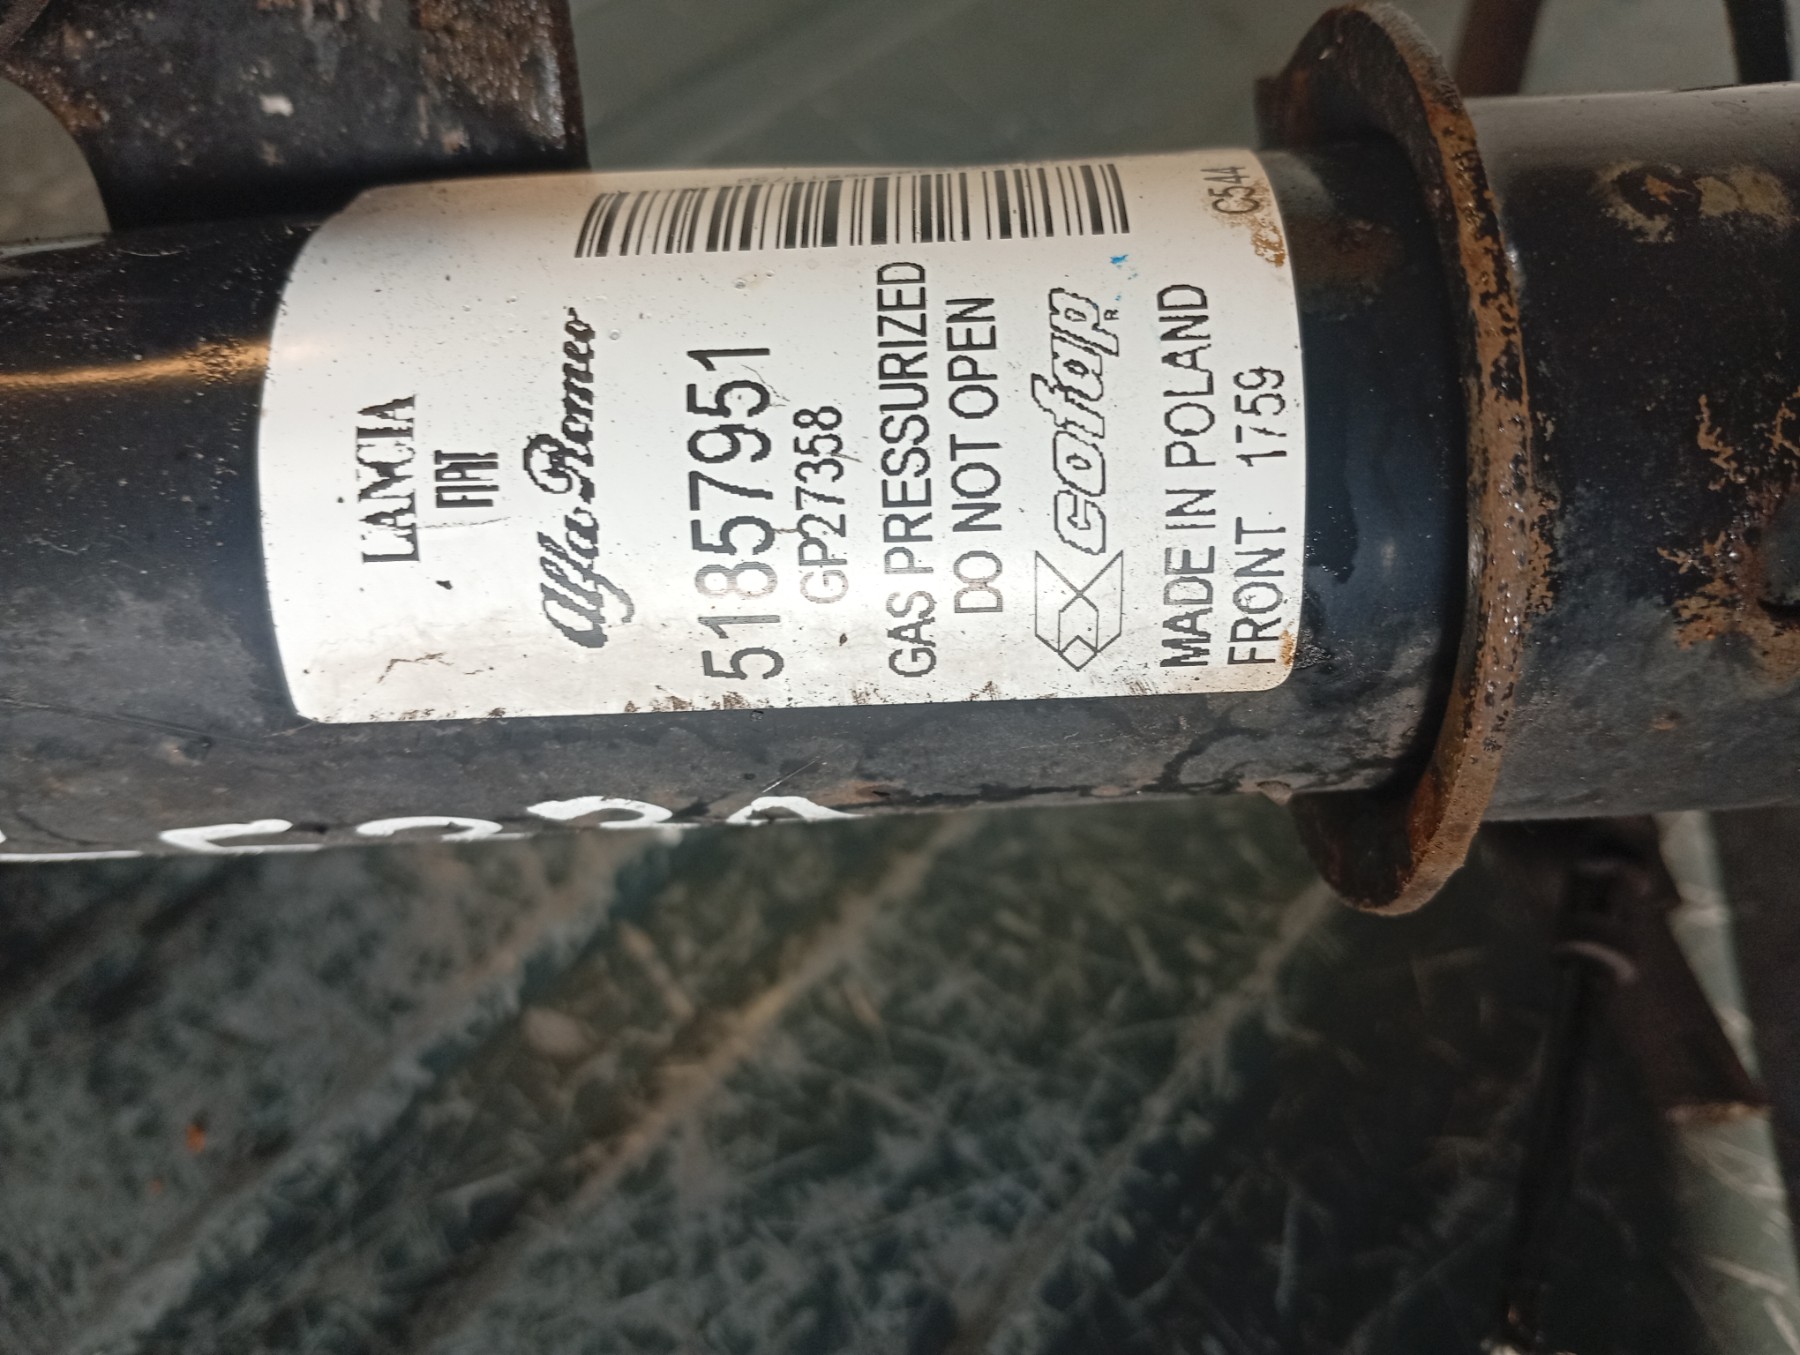 LANCIA
FIAT
Alfa Romeo
51857951
GP27358
GAS PRESSURIZED
DO NOT OPEN
cofap
R
MADE IN POLAND
FRONT 1759
C544